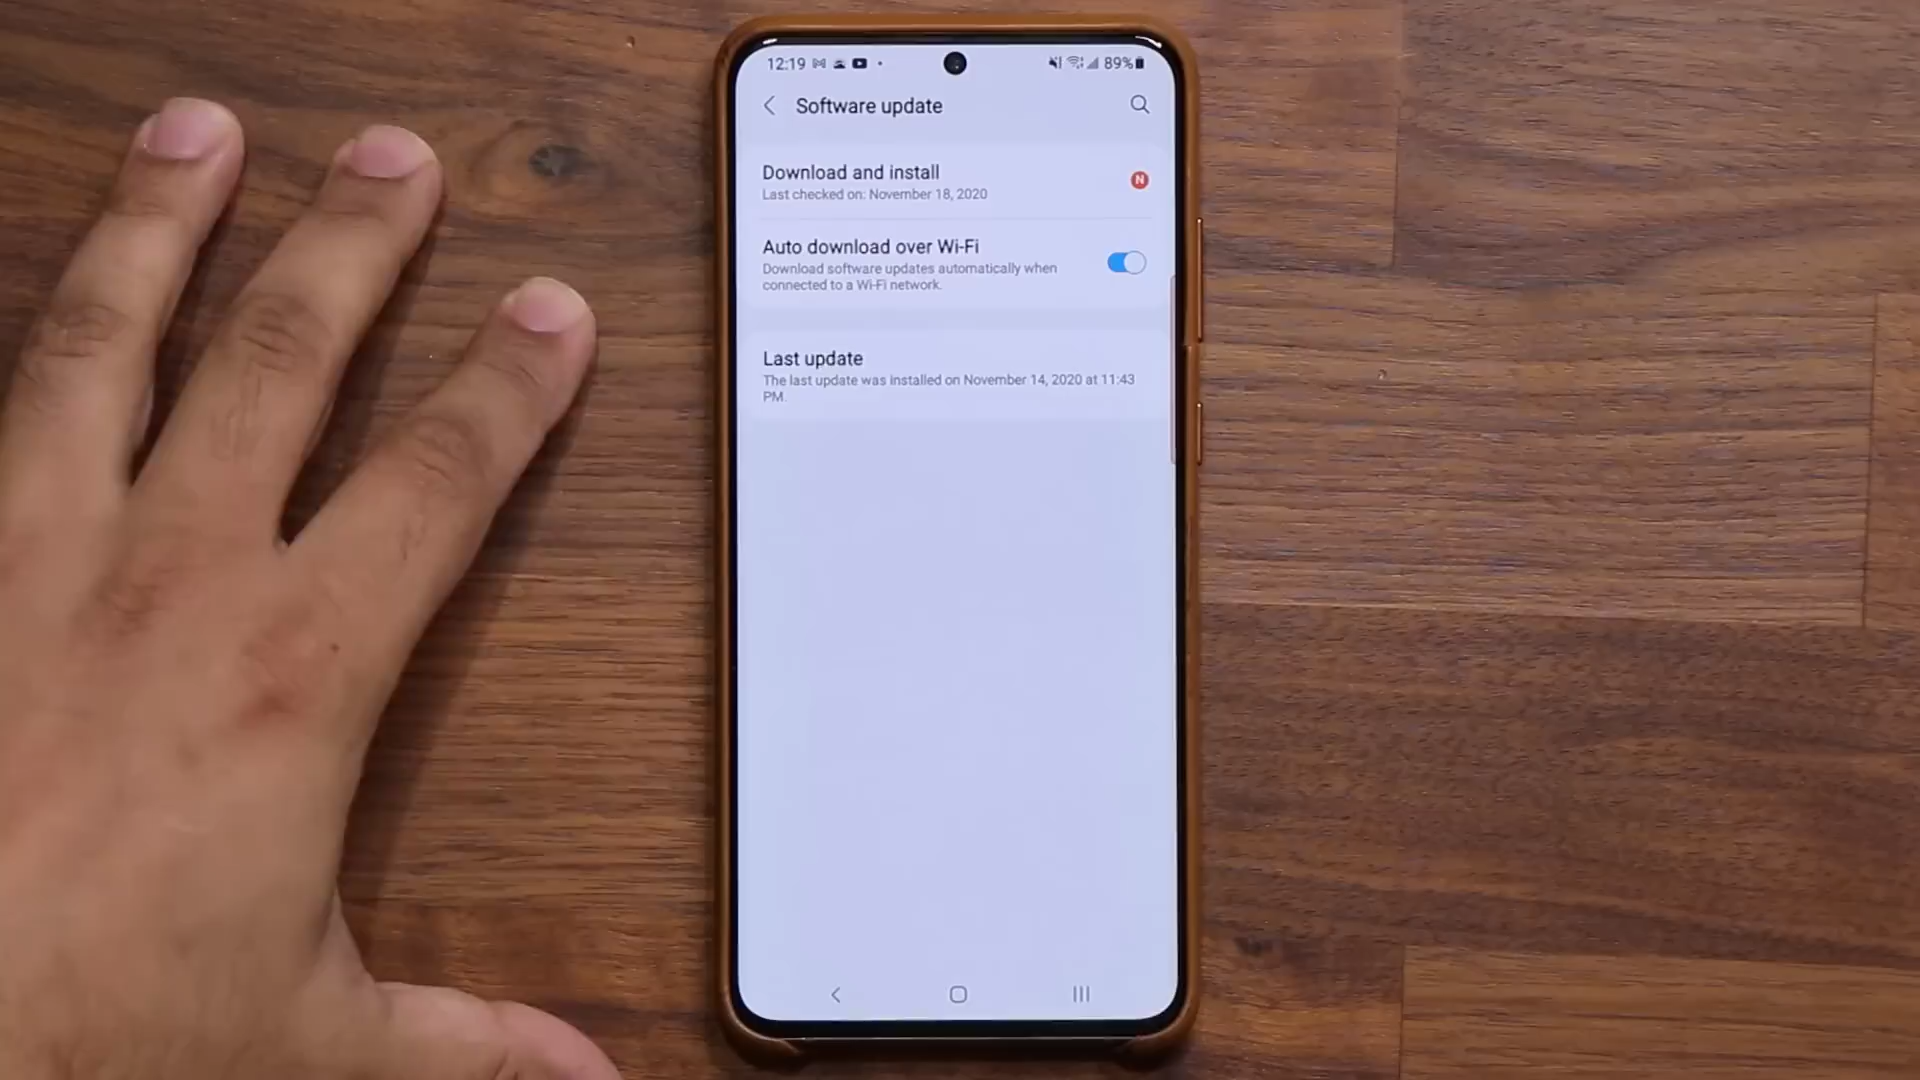 12:19 89%
Software update
Download and install
Last checked on: November 18, 2020
N
Auto download over Wi-Fi
Download software updates automatically when
connected to a Wi-Fi network.
Last update
The last update was installed on November 14, 2020 at 11:43
PM.